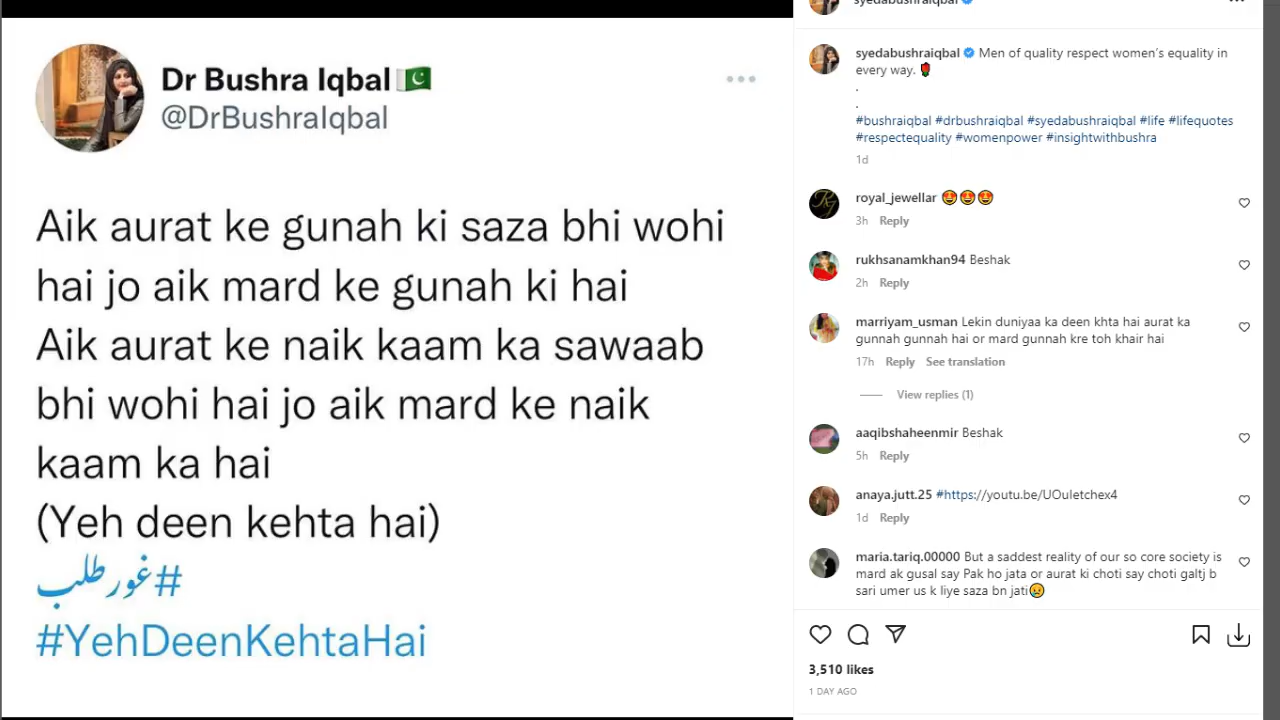 Dr Bushra Iqbal🇵🇰
@DrBushraIqbal
Aik aurat ke gunah ki saza bhi wohi
hai jo aik mard ke gunah ki hai
Aik aurat ke naik kaam ka sawaab
bhi wohi hai jo aik mard ke naik
kaam ka hai
(Yeh deen kehta hai)
#غور طلب
#YehDeenKehtaHai
syedabushraiqbal
syedabushraiqbal Men of quality respect women’s equality in
every way. 🌹
.
.
#bushraiqbal #drbushraiqbal #syedabushraiqbal #life #lifequotes
#respectequality #womenpower #insightwithbushra
1d
royal_jewellar 😍😍😍
3h Reply
rukhsanamkhan94 Beshak
2h Reply
marriyam_usman Lekin duniyaa ka deen khta hai aurat ka
gunnah gunnah hai or mard gunnah kre toh khair hai
17h Reply See translation
View replies (1)
aaqibshaheenmir Beshak
5h Reply
anaya.jutt.25 #https://youtu.be/UOuIetchex4
1d Reply
maria.tariq.00000 But a saddest reality of our so core society is
mard ak gusal say Pak ho jata or aurat ki choti say choti galtj b
sari umer us k liye saza bn jati😢
3,510 likes
1 DAY AGO